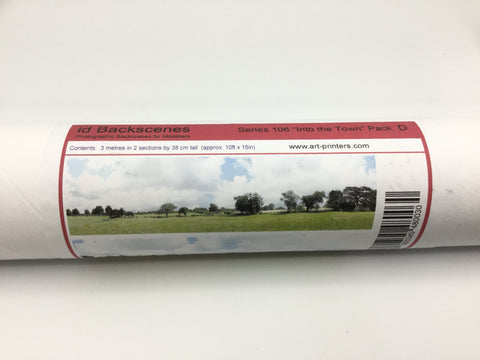 id Backscenes
Photographic Backscenes for Modellers
Series 106 "Into the Town" Pack D
Contents: 3 metres in 2 sections by 38 cm tall (approx. 10ft x 15in)
www.art-printers.com